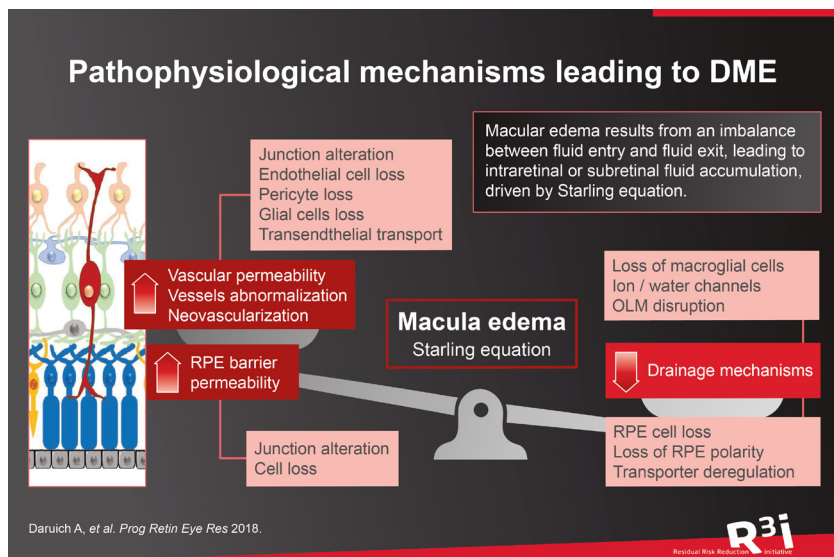 Pathophysiological mechanisms leading to DME
Junction alteration
Endothelial cell loss
Pericyte loss
Glial cells loss
Transendthelial transport
Macular edema results from an imbalance
between fluid entry and fluid exit, leading to
intraretinal or subretinal fluid accumulation,
driven by Starling equation.
Vascular permeability
Vessels abnormalization
Neovascularization
RPE barrier
permeability
Junction alteration
Cell loss
Macula edema
Starling equation
Loss of macroglial cells
Ion / water channels
OLM disruption
Drainage mechanisms
RPE cell loss
Loss of RPE polarity
Transporter deregulation
Daruich A, et al. Prog Retin Eye Res 2018.
R3i
Residual Risk Reduction initiative